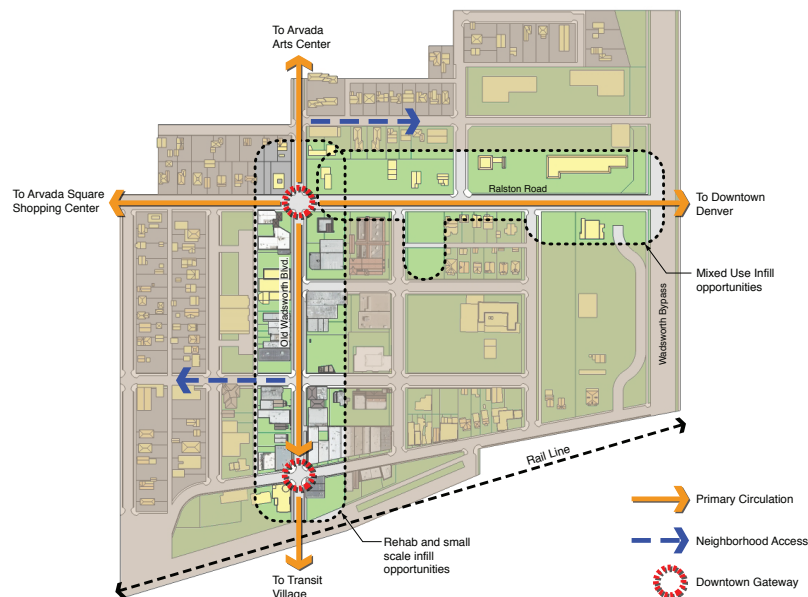 To Arvada
Arts Center
To Arvada Square
Shopping Center
Ralston Road
To Downtown
Denver
Old Wadsworth Blvd.
Mixed Use Infill
opportunities
Wadsworth Bypass
Rail Line
Rehab and small
scale infill
opportunities
To Transit
Village
Primary Circulation
Neighborhood Access
Downtown Gateway